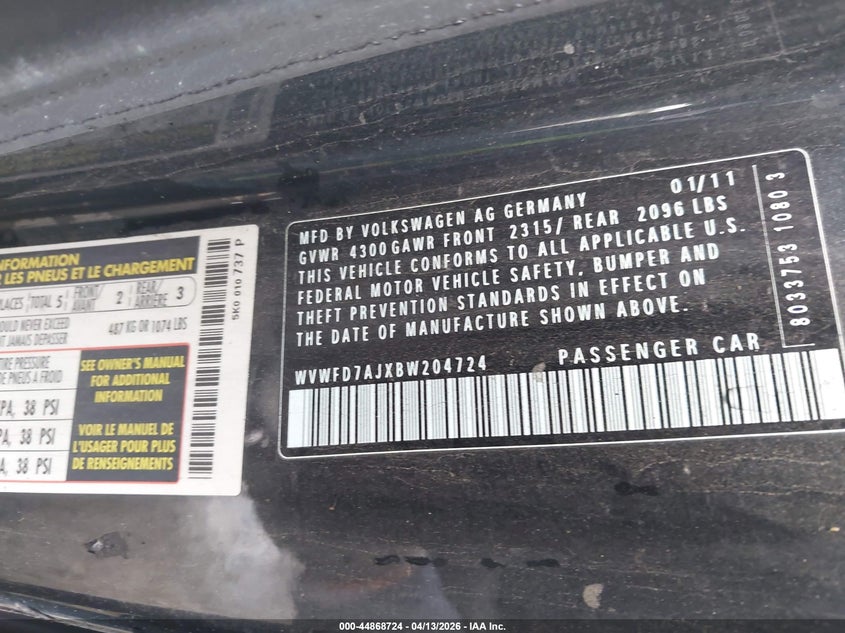 INFORMATION
LES PNEUS ET LE CHARGEMENT
TOTAL 5 FRONT/AVANT 2 REAR/ARRIÈRE 3
SHOULD NEVER EXCEED
JAMAIS DEPASSER
487 KG OR 1074 LBS
PRESSURE
DE PNEUS A FROID
38 PSI
38 PSI
38 PSI
SEE OWNER'S MANUAL
FOR ADDITIONAL
INFORMATION
VOIR LE MANUEL DE
L'USAGER POUR PLUS
DE RENSEIGNEMENTS
5K0 010 737 P
01/11
MFD BY VOLKSWAGEN AG GERMANY
GVWR 4300 GAWR FRONT 2315/ REAR 2096 LBS
THIS VEHICLE CONFORMS TO ALL APPLICABLE U.S.
FEDERAL MOTOR VEHICLE SAFETY, BUMPER AND
THEFT PREVENTION STANDARDS IN EFFECT ON
THE DATE OF MANUFACTURE SHOWN ABOVE.
WVWFD7AJXBW204724 PASSENGER CAR
8033753 10803
000-44868724 - 04/13/2026 - IAA Inc.